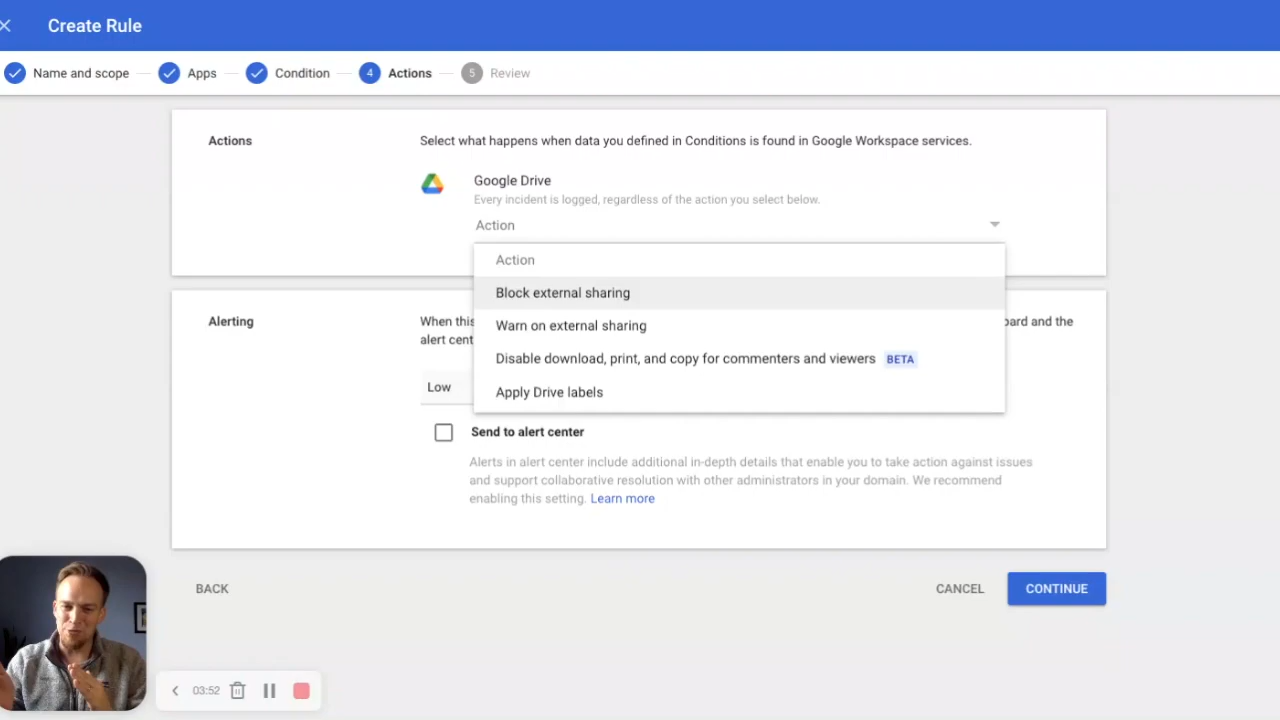 Create Rule
Name and scope
Apps
Condition
4 Actions
5 Review
Actions
Select what happens when data you defined in Conditions is found in Google Workspace services.
Google Drive
Every incident is logged, regardless of the action you select below.
Action
Action
Block external sharing
Warn on external sharing
Disable download, print, and copy for commenters and viewers BETA
Apply Drive labels
Alerting
When this
oard and the
alert cent
Low
Send to alert center
Alerts in alert center include additional in-depth details that enable you to take action against issues
and support collaborative resolution with other administrators in your domain. We recommend
enabling this setting. Learn more
BACK
CANCEL
CONTINUE
03:52